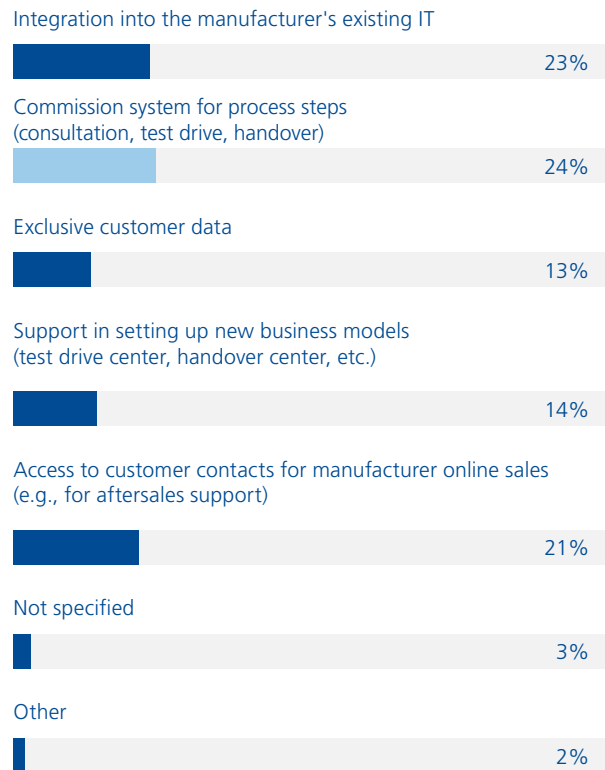 Integration into the manufacturer's existing IT
23%
Commission system for process steps
(consultation, test drive, handover)
24%
Exclusive customer data
13%
Support in setting up new business models
(test drive center, handover center, etc.)
14%
Access to customer contacts for manufacturer online sales
(e.g., for aftersales support)
21%
Not specified
3%
Other
2%